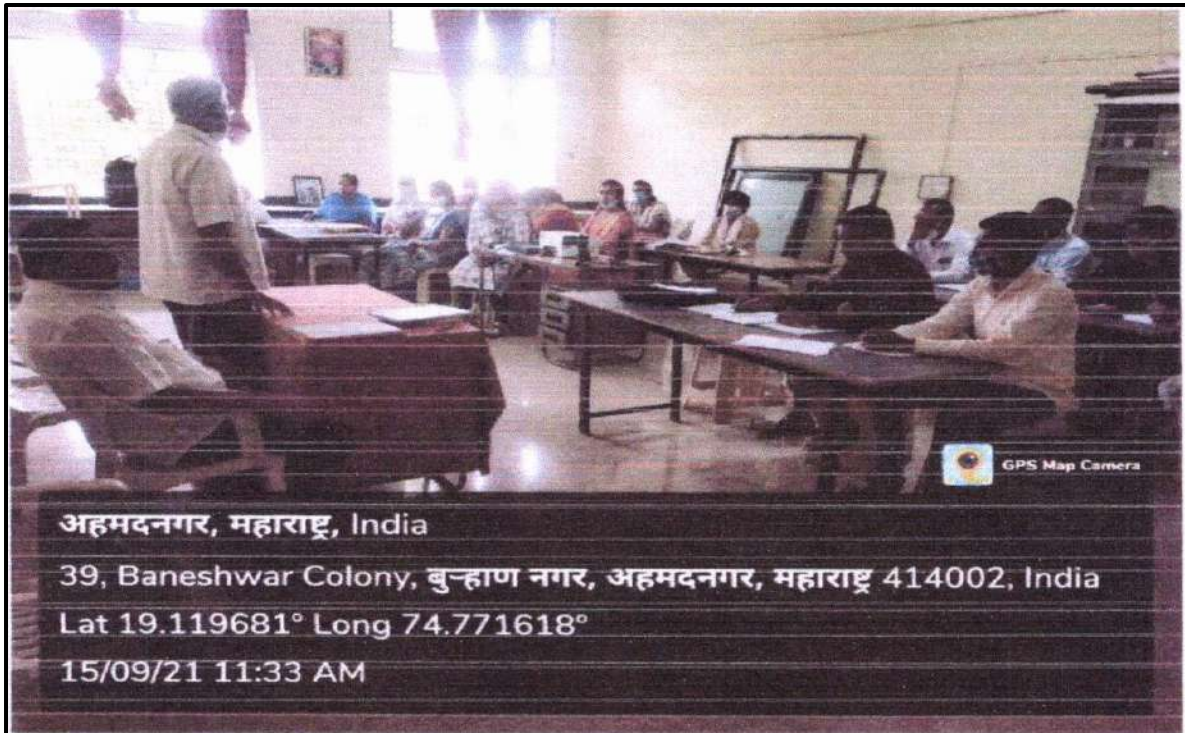 GPS Map Camera
अहमदनगर, महाराष्ट्र, India
39, Baneshwar Colony, बुऱ्हाण नगर, अहमदनगर, महाराष्ट्र 414002, India
Lat 19.119681° Long 74.771618°
15/09/21 11:33 AM